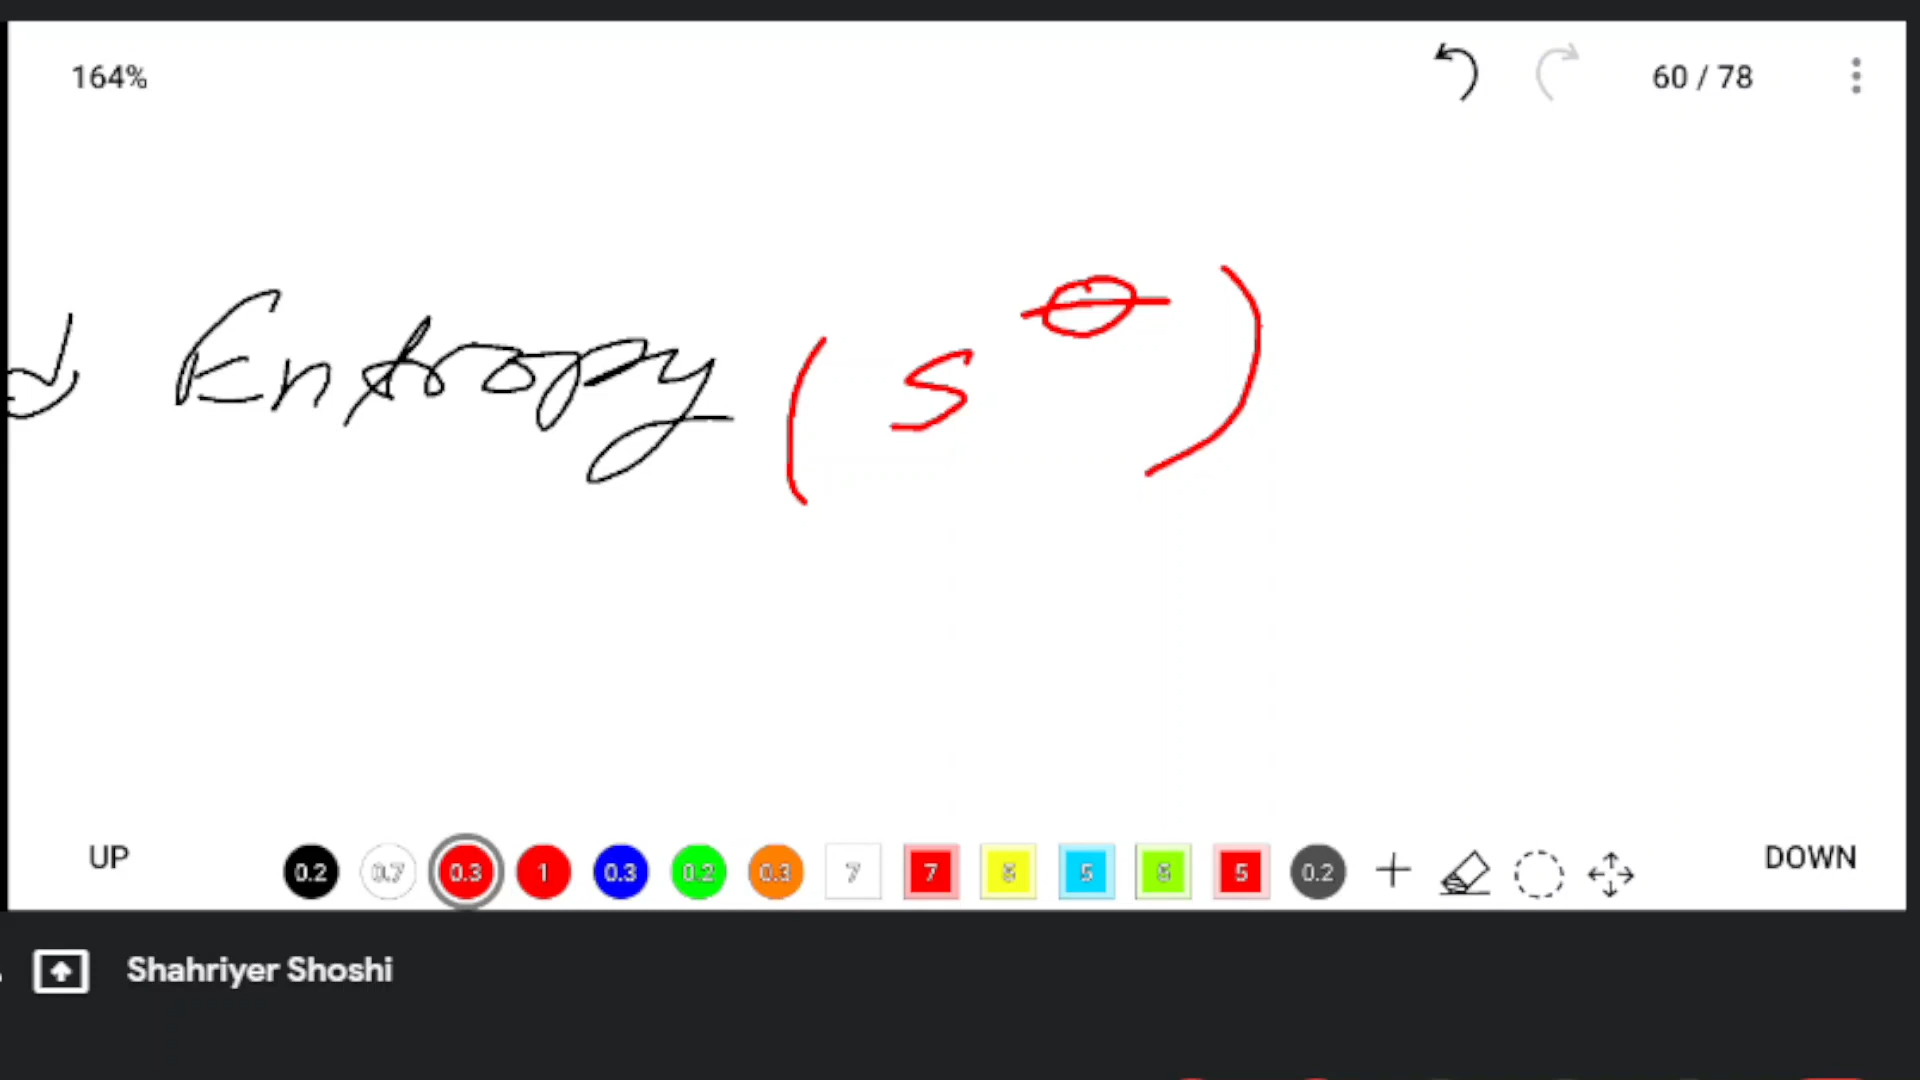 164%
60 / 78
d Entropy (S⦵)
UP
0.2 0.7 0.3 1 0.3 0.2 0.3 7 7 8 5 8 5 0.2
DOWN
Shahriyer Shoshi